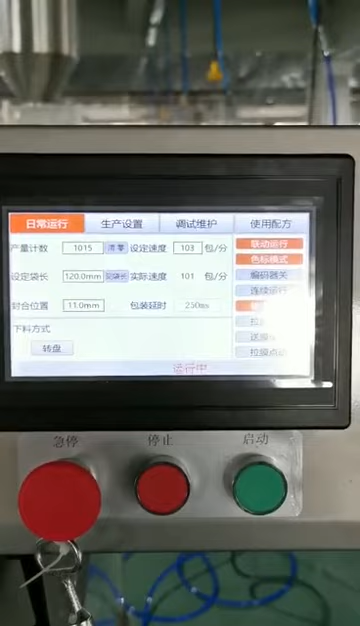 日常运行 生产设置 调试维护 使用配方
产量计数 1015 清零 设定速度 103 包/分 联动运行
色标模式
设定袋长 120.0mm 实际速度 101 包/分 编码器关
连续运行
封合位置 11.0mm 包装延时 250ms
下料方式
转盘
运行中
急停 停止 启动